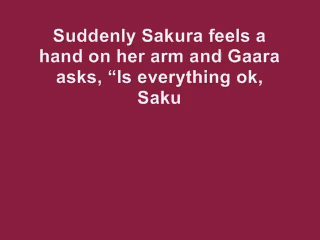 Suddenly Sakura feels a
hand on her arm and Gaara
asks, “Is everything ok,
Saku